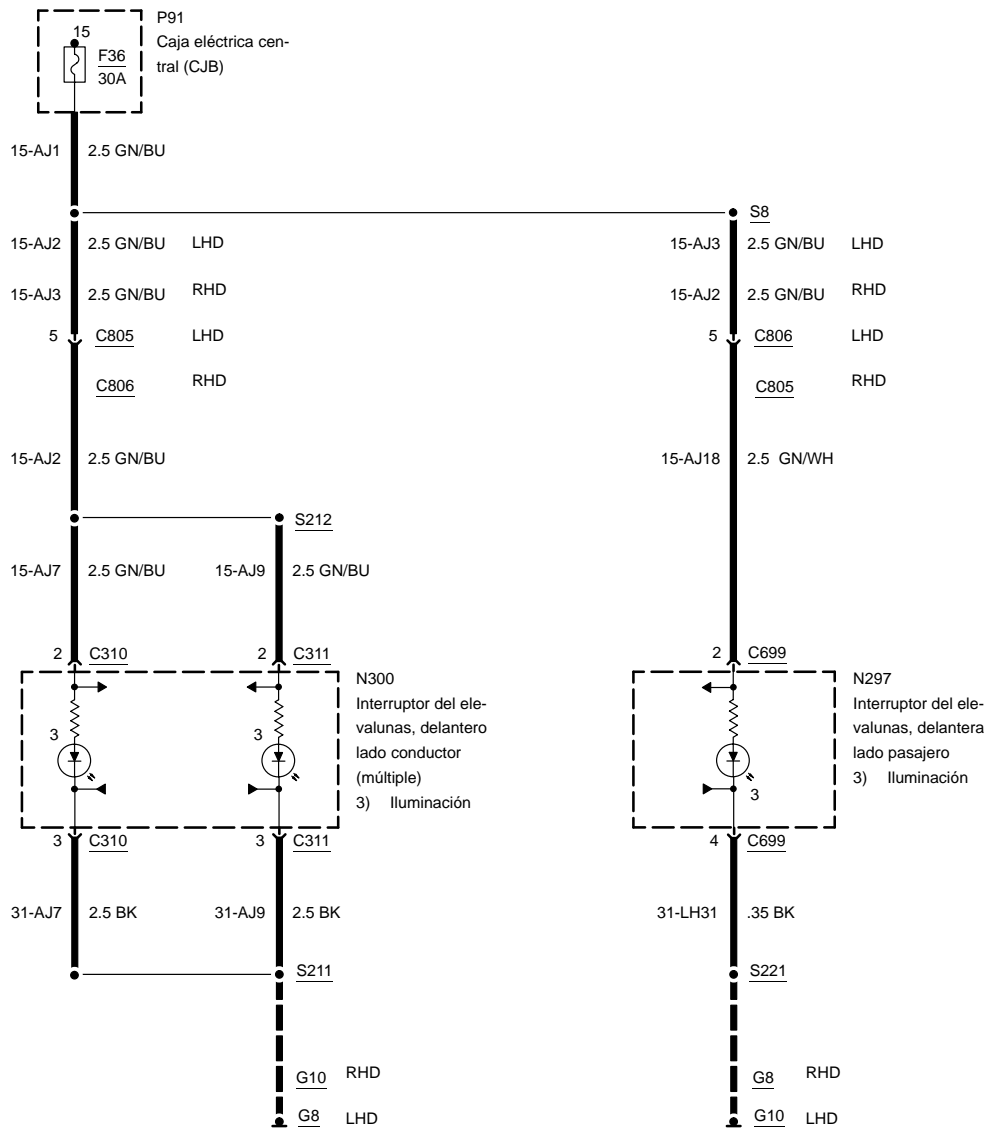 P91
15
Caja eléctrica cen-
tral (CJB)
F36
30A
15-AJ1 2.5 GN/BU
S8
15-AJ2 2.5 GN/BU LHD
15-AJ3 2.5 GN/BU LHD
15-AJ3 2.5 GN/BU RHD
15-AJ2 2.5 GN/BU RHD
5 C805 LHD
5 C806 LHD
C806 RHD
C805 RHD
15-AJ2 2.5 GN/BU
15-AJ18 2.5 GN/WH
S212
15-AJ7 2.5 GN/BU
15-AJ9 2.5 GN/BU
2 C310
2 C311
2 C699
N300
Interruptor del ele-
valunas, delantero
lado conductor
(múltiple)
3) Iluminación
3
3
N297
Interruptor del ele-
valunas, delantera
lado pasajero
3) Iluminación
3
3 C310
3 C311
4 C699
31-AJ7 2.5 BK
31-AJ9 2.5 BK
31-LH31 .35 BK
S211
S221
G10 RHD
G8 LHD
G8 RHD
G10 LHD